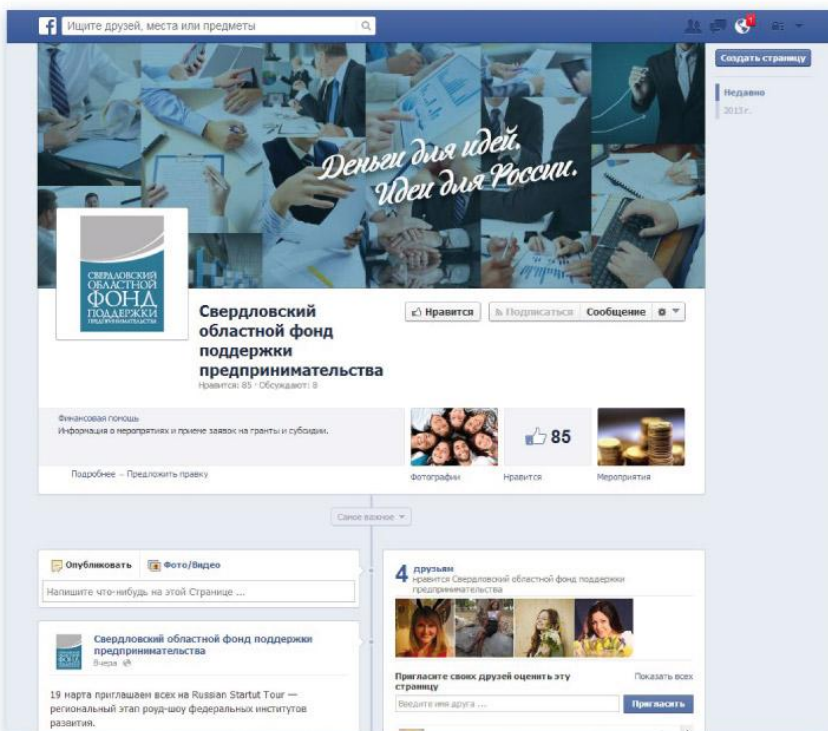 Ищите друзей, места или предметы
1
Создать страницу
Недавно
2013 г.
Деньги для идей.
Идеи для России.
СВЕРДЛОВСКИЙ
ОБЛАСТНОЙ
ФОНД
ПОДДЕРЖКИ
ПРЕДПРИНИМАТЕЛЬСТВА
Свердловский
областной фонд
поддержки
предпринимательства
Нравится: 85 · Обсуждают: 8
Нравится
Подписаться
Сообщение
Финансовая помощь
Информация о меропрятиях и приеме заявок на гранты и субсидии.
Подробнее – Предложить правку
85
Фотографии
Нравится
Мероприятия
Самое важное
Опубликовать
Фото/Видео
Напишите что-нибудь на этой Странице ...
Свердловский областной фонд поддержки
предпринимательства
Вчера
19 марта приглашаем всех на Russian Startut Tour —
региональный этап роуд-шоу федеральных институтов
развития.
4 друзьям
нравится Свердловский областной фонд поддержки
предпринимательства
Пригласите своих друзей оценить эту
страницу
Показать всех
Введите имя друга ...
Пригласить